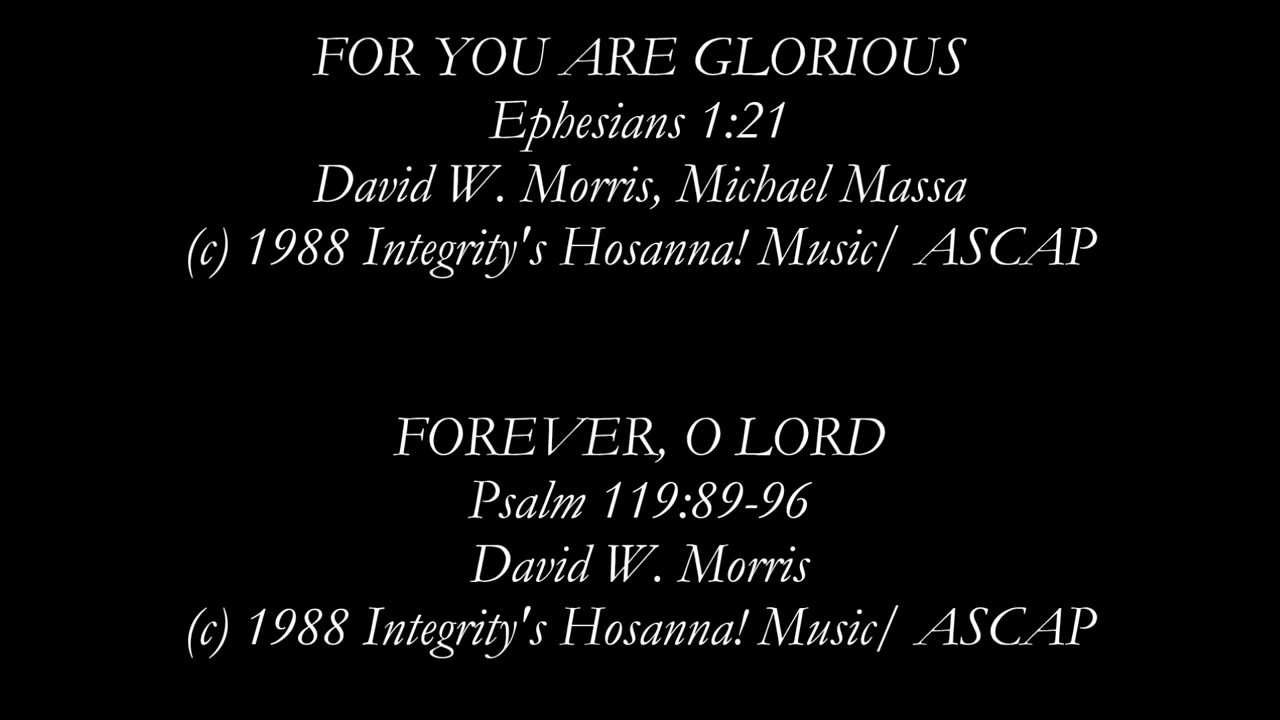 FOR YOU ARE GLORIOUS
Ephesians 1:21
David W. Morris, Michael Massa
(c) 1988 Integrity's Hosanna! Music/ ASCAP
FOREVER, O LORD
Psalm 119:89-96
David W. Morris
(c) 1988 Integrity's Hosanna! Music/ ASCAP